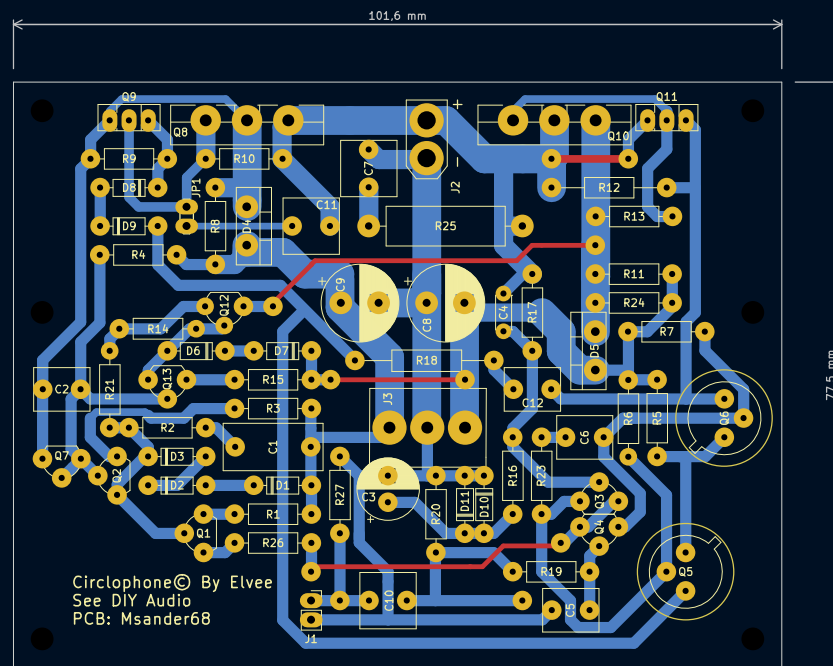 101,6 mm
Q9
Q11
Q8
+
Q10
R9
R10
C7
-
J2
D8
JP1
R12
C11
R13
D9
R8
D4
R25
R4
77,5 mm
+
C9
+
C8
C4
R17
R11
R24
Q12
R14
R7
D6
D7
R18
D5
C2
R21
Q13
R15
C12
R6
R5
Q6
R3
J3
R2
C1
C6
Q7
Q2
D3
D2
D1
R27
C3
+
R20
D11
D10
R16
R23
Q3
Q4
R1
Q1
R26
R19
Q5
Circlophone© By Elvee
See DIY Audio
PCB: Msander68
C10
C5
J1